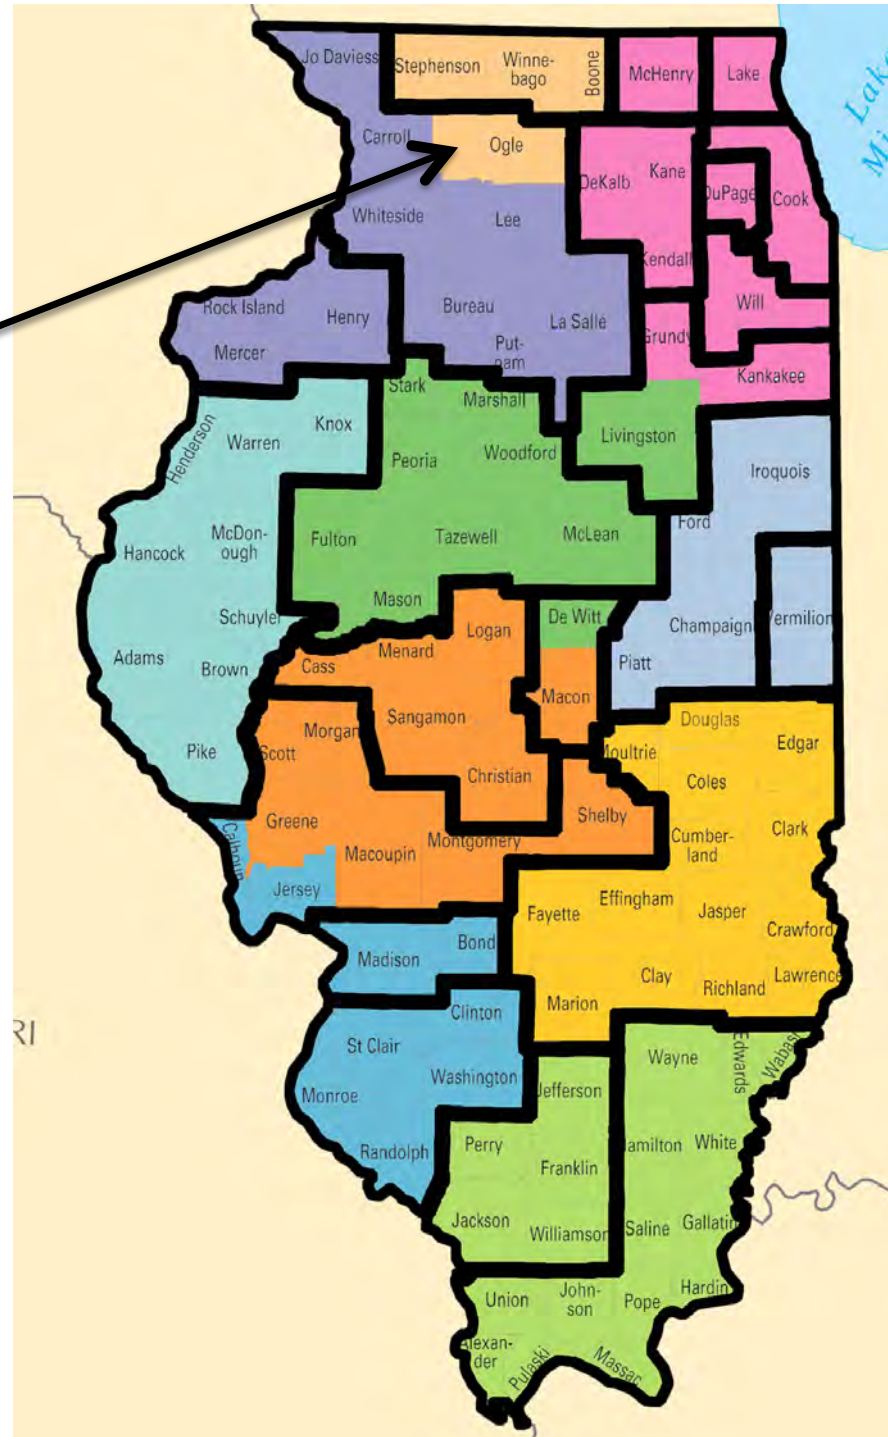 Jo Daviess
Stephenson
Winne-
bago
Boone
McHenry
Lake
Lake
Mi
Carroll
Ogle
DeKalb
Kane
DuPage
Cook
Whiteside
Lee
Kendall
Will
Rock Island
Henry
Bureau
La Salle
Grundy
Mercer
Put-
nam
Kankakee
Stark
Marshall
Henderson
Warren
Knox
Peoria
Woodford
Livingston
Iroquois
Hancock
McDon-
ough
Fulton
Tazewell
McLean
Ford
Mason
Schuyler
Logan
De Witt
Champaign
Vermilion
Adams
Brown
Cass
Menard
Piatt
Macon
Sangamon
Douglas
Pike
Scott
Morgan
Moultrie
Edgar
Christian
Coles
Calhoun
Greene
Shelby
Clark
Macoupin
Montgomery
Cumber-
land
Jersey
Fayette
Effingham
Jasper
Crawford
Madison
Bond
Clay
Richland
Lawrence
Marion
Clinton
RI
St Clair
Wayne
Edwards
Wabash
Monroe
Washington
Jefferson
Randolph
Perry
Franklin
amilton
White
Jackson
Williamson
Saline
Gallatin
Union
John-
son
Pope
Hardin
Alexan-
der
Pulaski
Massac